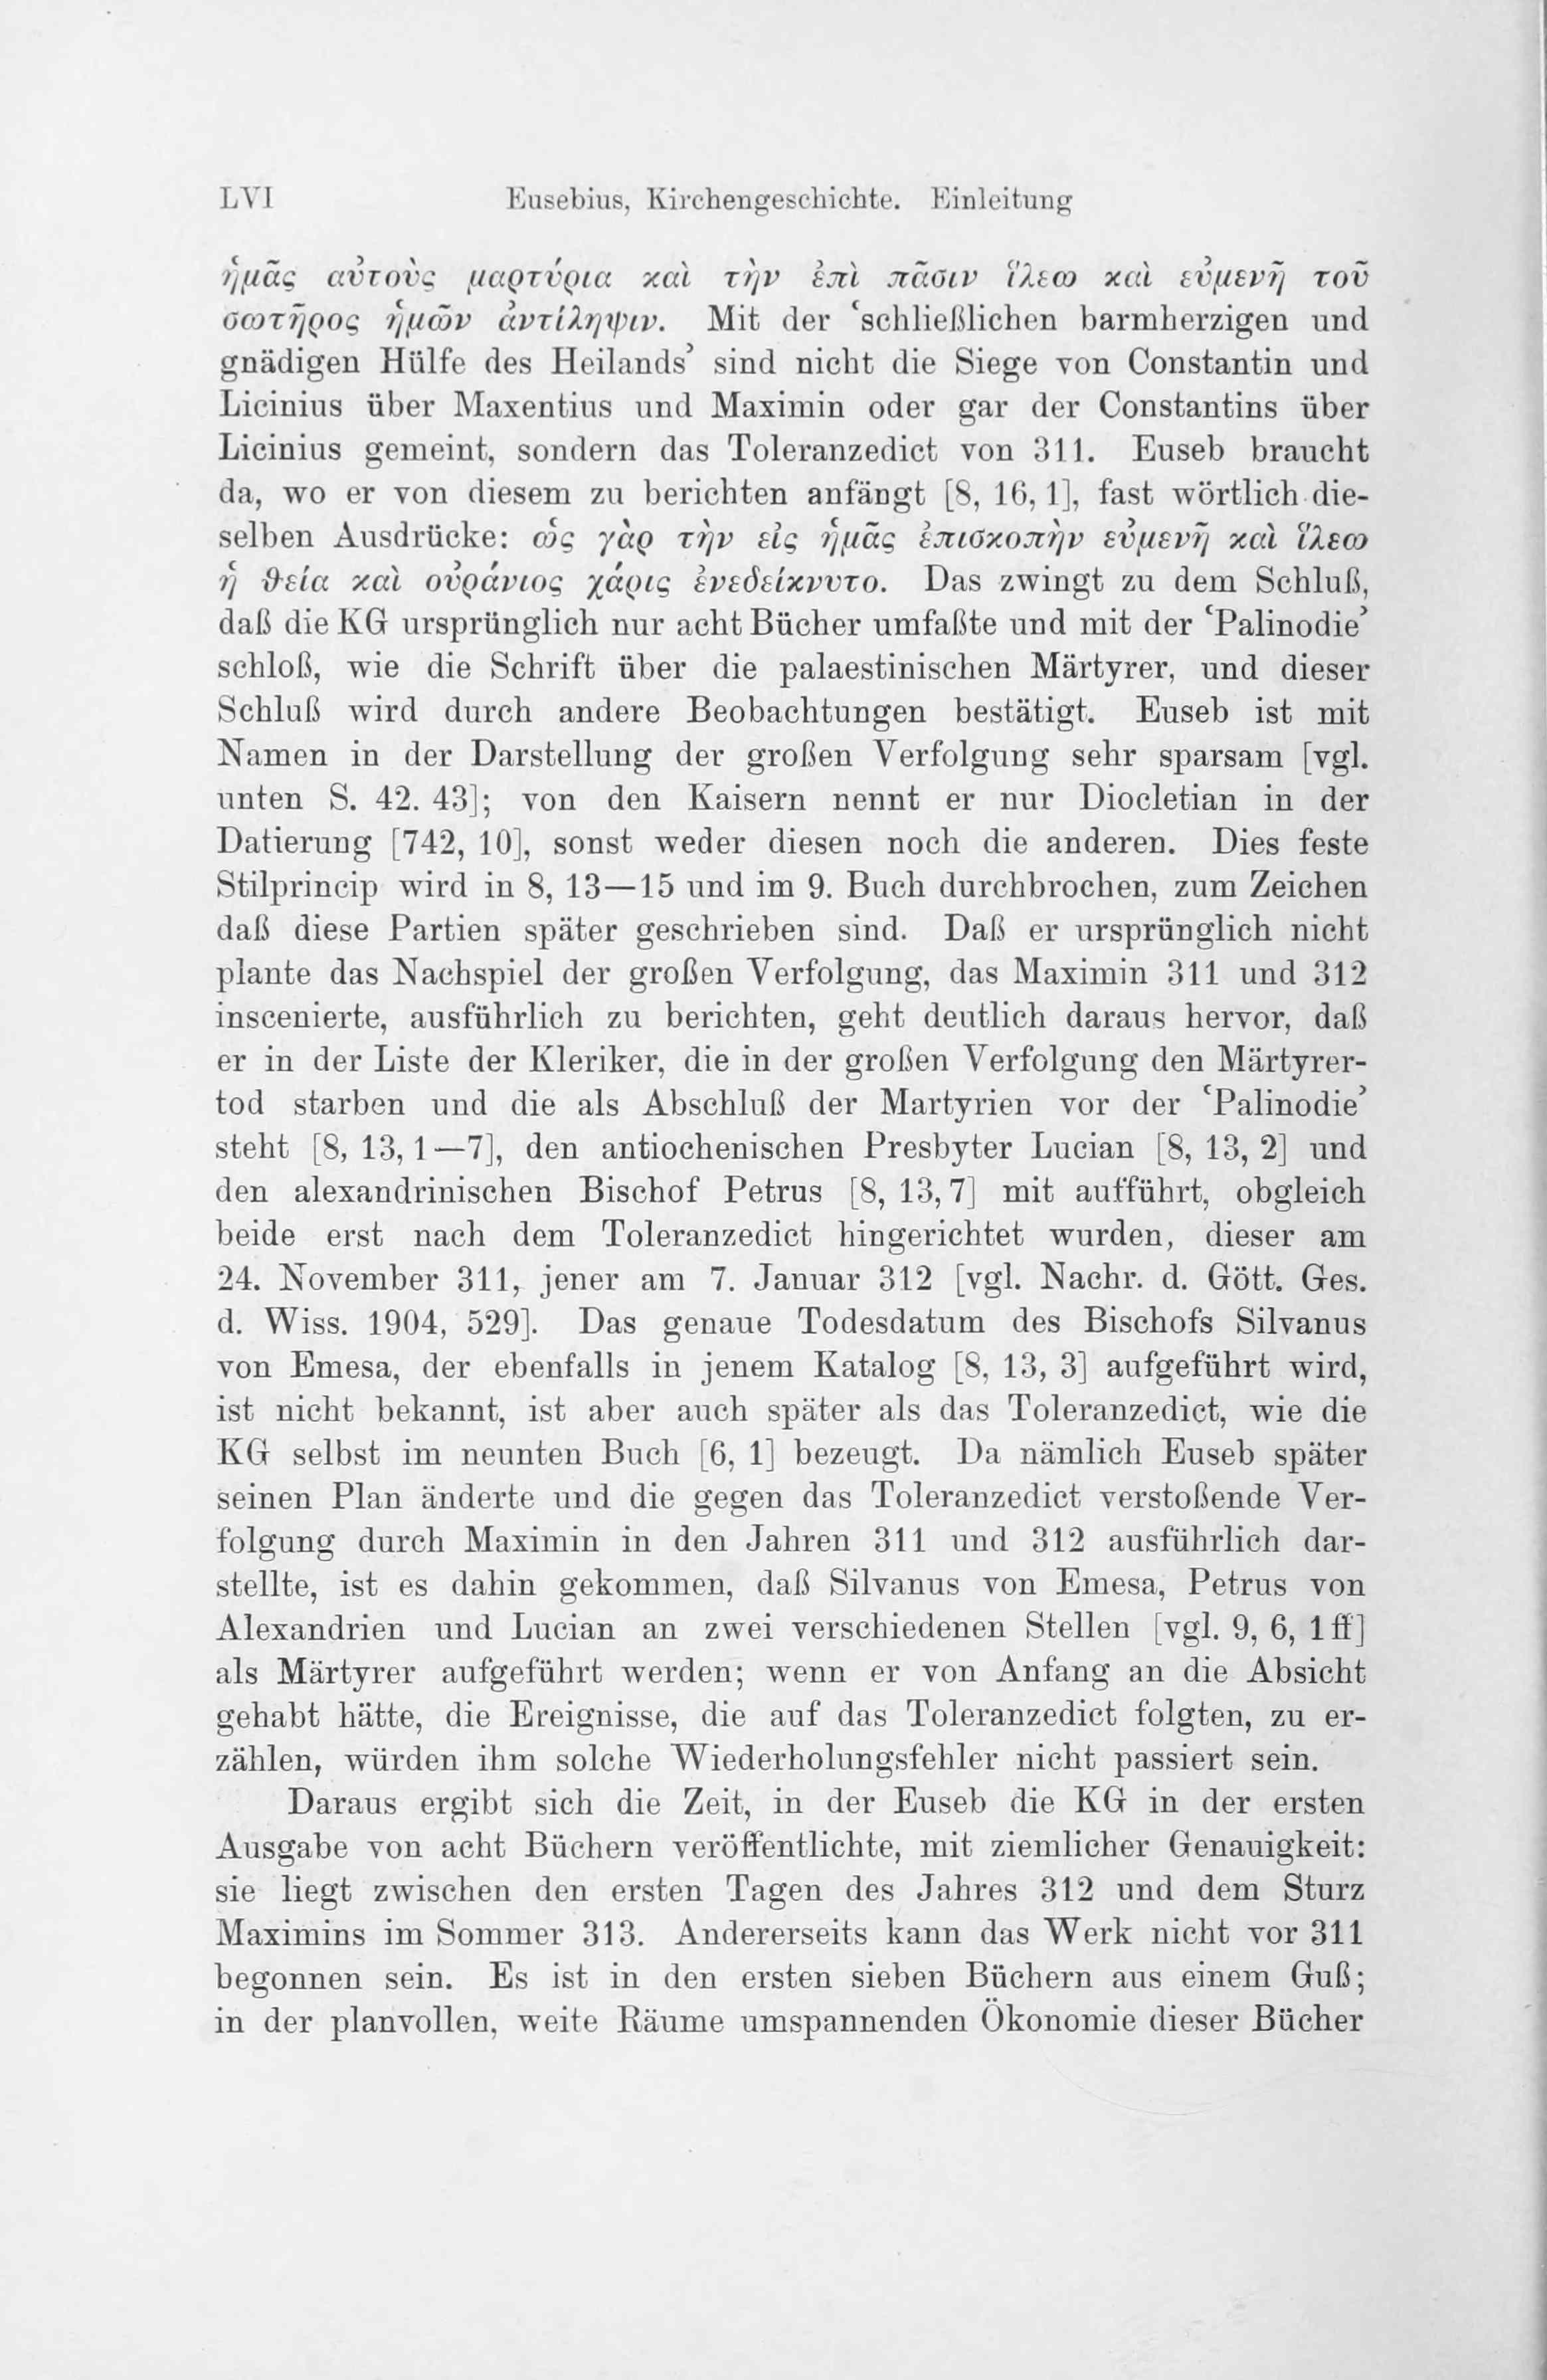 LVI Eusebius, Kirchengeschichte. Einleitung
ἡμᾶς αὐτοὺς μαρτύρια καὶ τὴν ἐπὶ πᾶσιν ἵλεω καὶ εὐμενῆ τοῦ
σωτῆρος ἡμῶν ἀντίληψιν. Mit der ‘schließlichen barmherzigen und
gnädigen Hülfe des Heilands’ sind nicht die Siege von Constantin und
Licinius über Maxentius und Maximin oder gar der Constantins über
Licinius gemeint, sondern das Toleranzedict von 311. Euseb braucht
da, wo er von diesem zu berichten anfängt [8, 16, 1], fast wörtlich die-
selben Ausdrücke: ὡς γὰρ τὴν εἰς ἡμᾶς ἐπισκοπὴν εὐμενῆ καὶ ἵλεω
ἡ θεία καὶ οὐράνιος χάρις ἐνεδείκνυτο. Das zwingt zu dem Schluß,
daß die KG ursprünglich nur acht Bücher umfaßte und mit der ‘Palinodie’
schloß, wie die Schrift über die palaestinischen Märtyrer, und dieser
Schluß wird durch andere Beobachtungen bestätigt. Euseb ist mit
Namen in der Darstellung der großen Verfolgung sehr sparsam [vgl.
unten S. 42. 43]; von den Kaisern nennt er nur Diocletian in der
Datierung [742, 10], sonst weder diesen noch die anderen. Dies feste
Stilprincip wird in 8, 13—15 und im 9. Buch durchbrochen, zum Zeichen
daß diese Partien später geschrieben sind. Daß er ursprünglich nicht
plante das Nachspiel der großen Verfolgung, das Maximin 311 und 312
inscenierte, ausführlich zu berichten, geht deutlich daraus hervor, daß
er in der Liste der Kleriker, die in der großen Verfolgung den Märtyrer-
tod starben und die als Abschluß der Martyrien vor der ‘Palinodie’
steht [8, 13, 1—7], den antiochenischen Presbyter Lucian [8, 13, 2] und
den alexandrinischen Bischof Petrus [8, 13, 7] mit aufführt, obgleich
beide erst nach dem Toleranzedict hingerichtet wurden, dieser am
24. November 311, jener am 7. Januar 312 [vgl. Nachr. d. Gött. Ges.
d. Wiss. 1904, 529]. Das genaue Todesdatum des Bischofs Silvanus
von Emesa, der ebenfalls in jenem Katalog [8, 13, 3] aufgeführt wird,
ist nicht bekannt, ist aber auch später als das Toleranzedict, wie die
KG selbst im neunten Buch [6, 1] bezeugt. Da nämlich Euseb später
seinen Plan änderte und die gegen das Toleranzedict verstoßende Ver-
folgung durch Maximin in den Jahren 311 und 312 ausführlich dar-
stellte, ist es dahin gekommen, daß Silvanus von Emesa, Petrus von
Alexandrien und Lucian an zwei verschiedenen Stellen [vgl. 9, 6, 1 ff]
als Märtyrer aufgeführt werden; wenn er von Anfang an die Absicht
gehabt hätte, die Ereignisse, die auf das Toleranzedict folgten, zu er-
zählen, würden ihm solche Wiederholungsfehler nicht passiert sein.
Daraus ergibt sich die Zeit, in der Euseb die KG in der ersten
Ausgabe von acht Büchern veröffentlichte, mit ziemlicher Genauigkeit:
sie liegt zwischen den ersten Tagen des Jahres 312 und dem Sturz
Maximins im Sommer 313. Andererseits kann das Werk nicht vor 311
begonnen sein. Es ist in den ersten sieben Büchern aus einem Guß;
in der planvollen, weite Räume umspannenden Ökonomie dieser Bücher